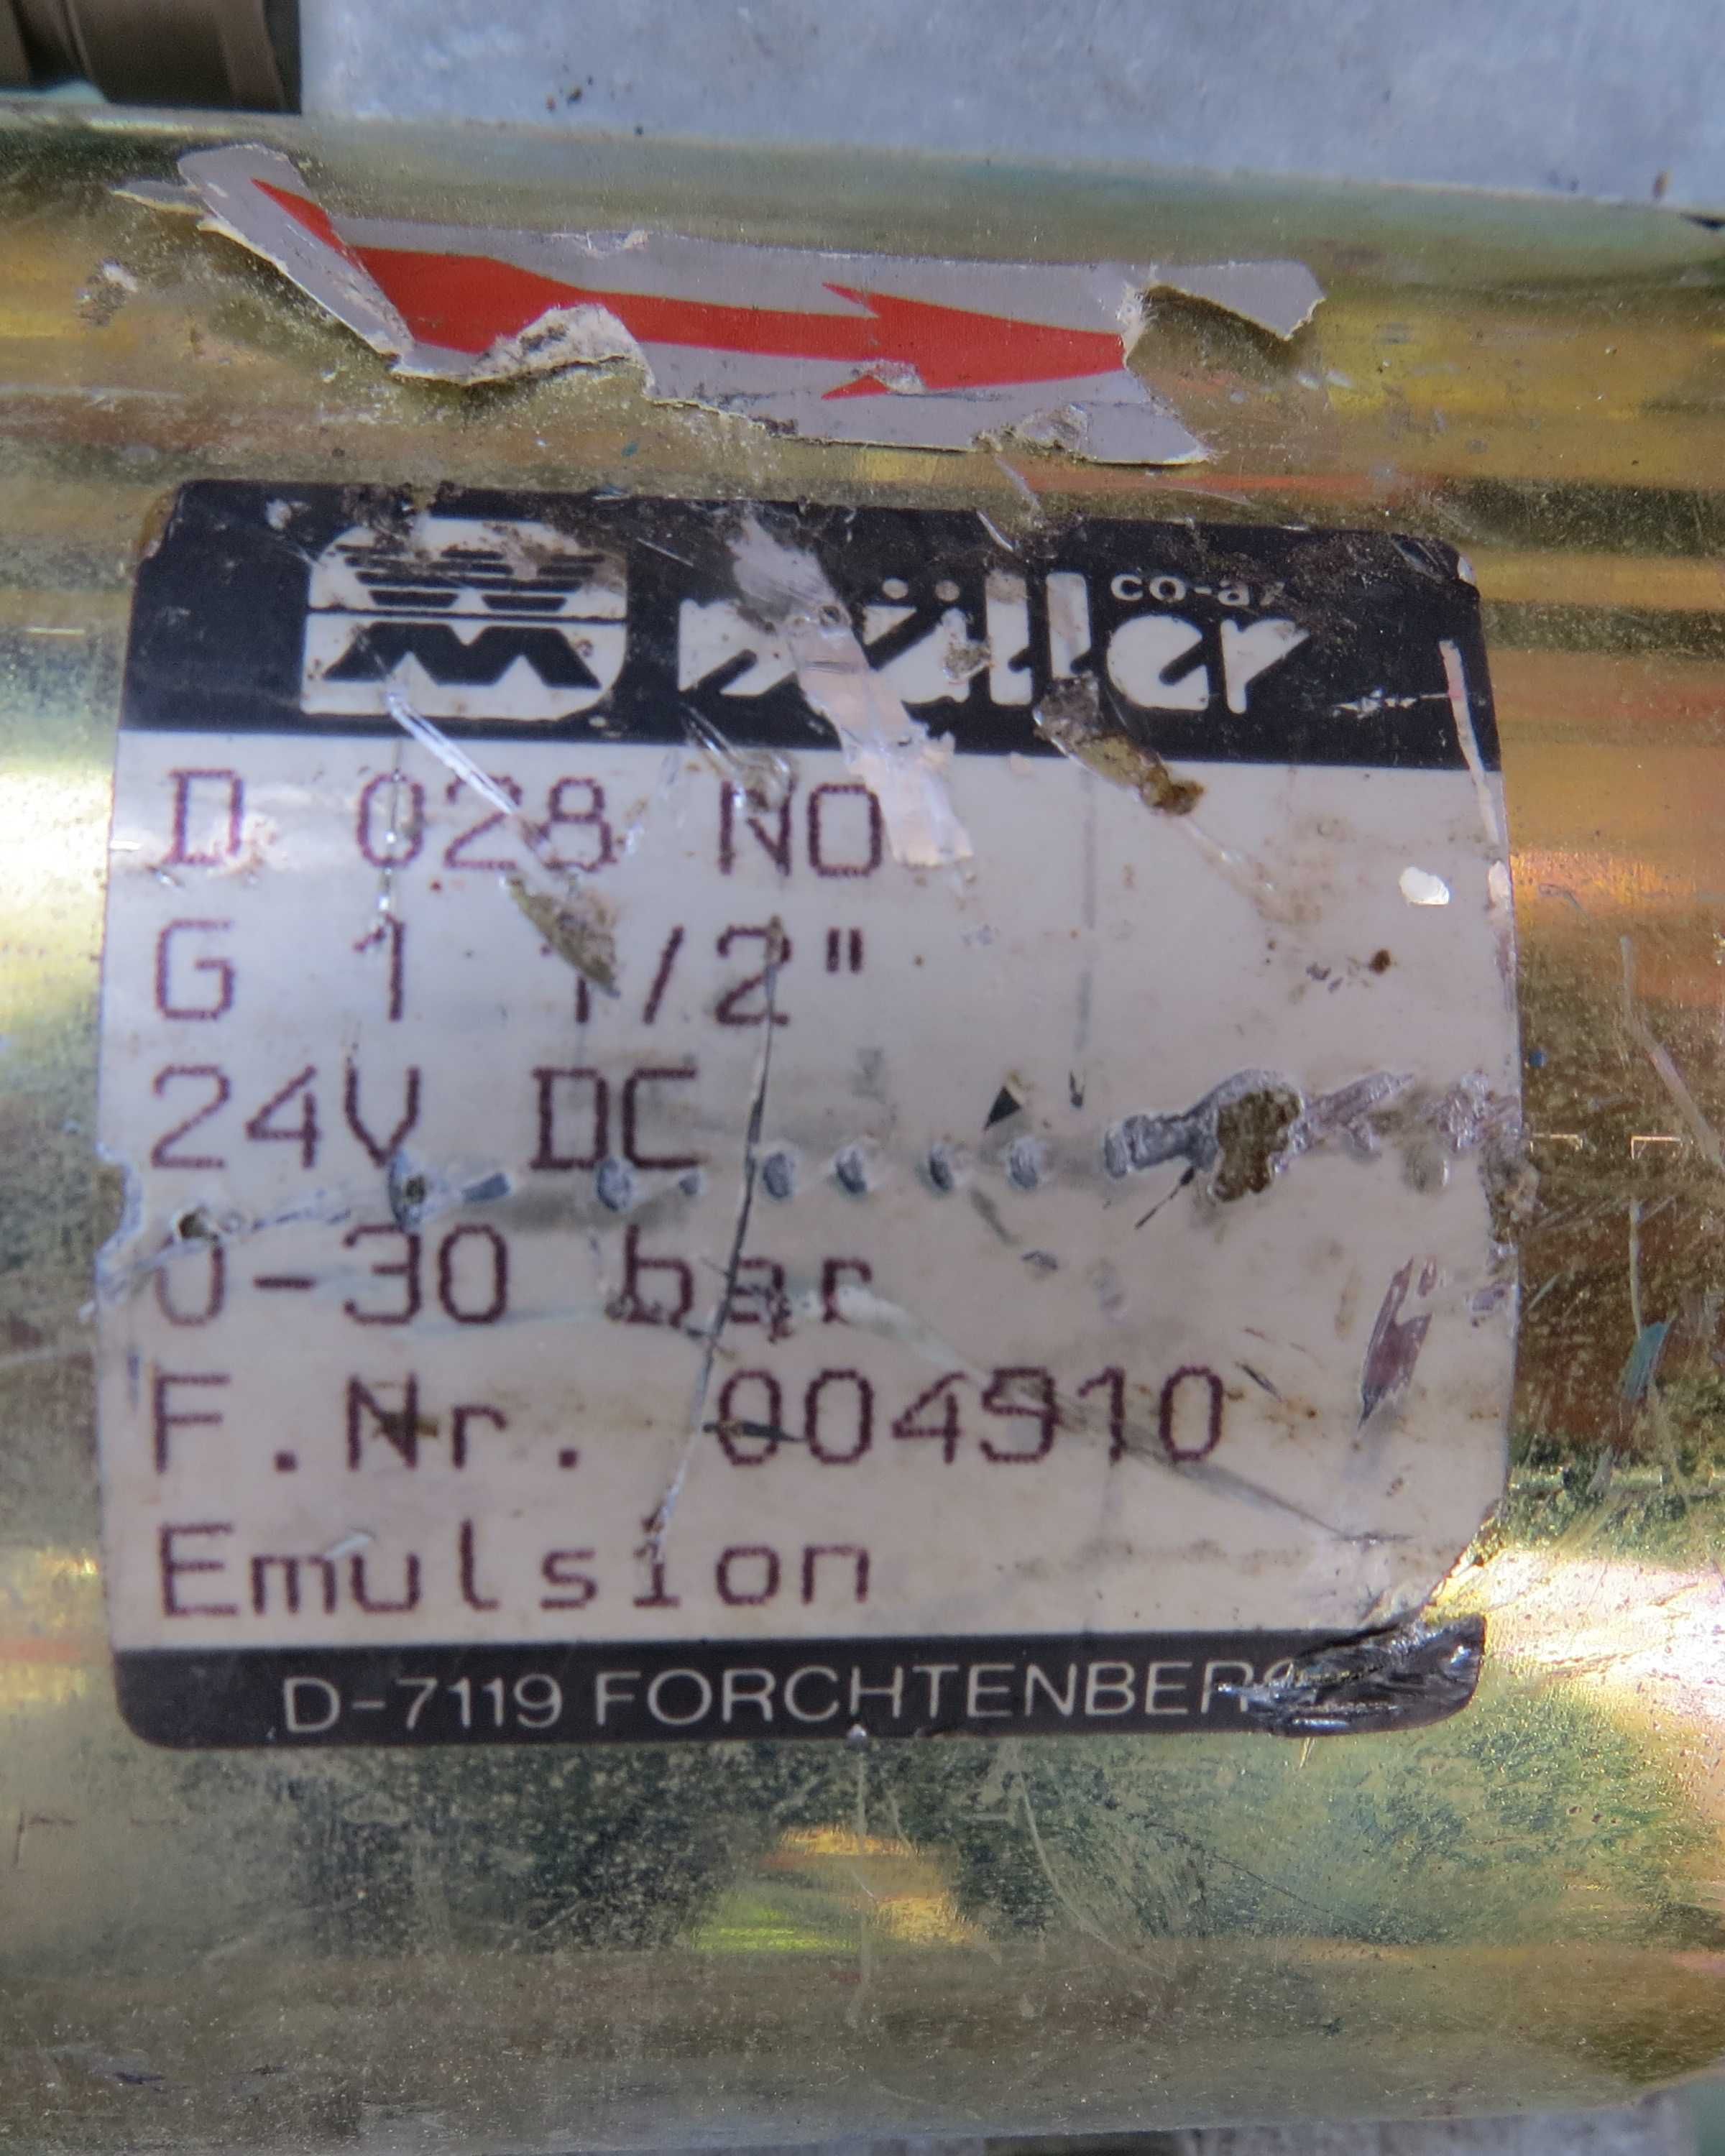 müller co-ax
D 028 NO
G 1 1/2"
24V DC
0-30 bar
F.Nr. 004910
Emulsion
D-7119 FORCHTENBERG